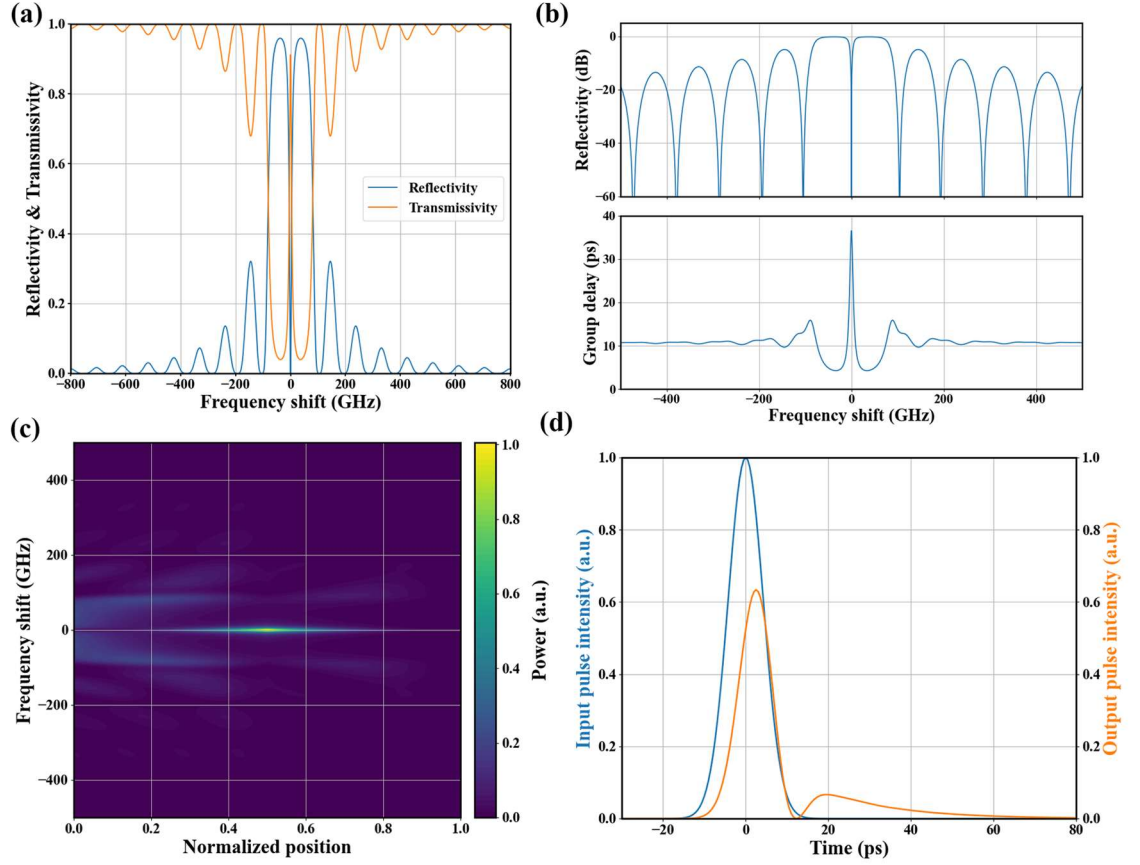 (a)
1.0
0.8
0.6
0.4
0.2
0.0
Reflectivity & Transmissivity
Reflectivity
Transmissivity
−800 −600 −400 −200 0 200 400 600 800
Frequency shift (GHz)
(b)
0
−20
−40
−60
Reflectivity (dB)
40
30
20
10
0
Group delay (ps)
−400 −200 0 200 400
Frequency shift (GHz)
(c)
400
200
0
−200
−400
Frequency shift (GHz)
0.0 0.2 0.4 0.6 0.8 1.0
Normalized position
1.0
0.8
0.6
0.4
0.2
0.0
Power (a.u.)
(d)
1.0
0.8
0.6
0.4
0.2
0.0
Input pulse intensity (a.u.)
1.0
0.8
0.6
0.4
0.2
0.0
Output pulse intensity (a.u.)
−20 0 20 40 60 80
Time (ps)